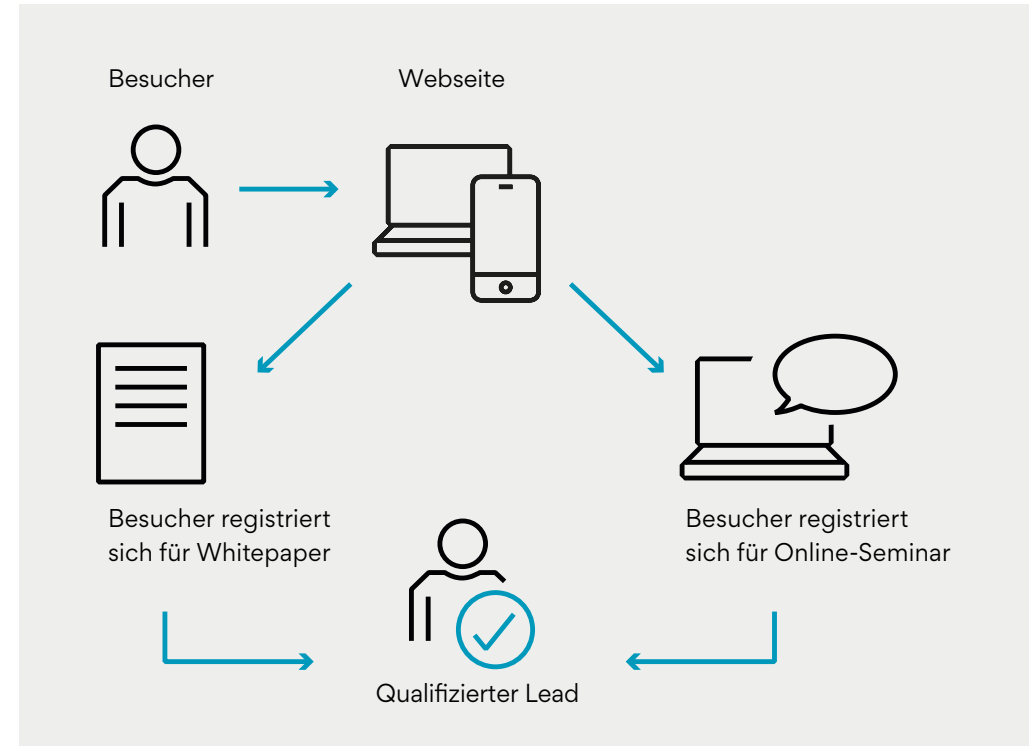 Besucher
Webseite
Besucher registriert
sich für Whitepaper
Besucher registriert
sich für Online-Seminar
Qualifizierter Lead